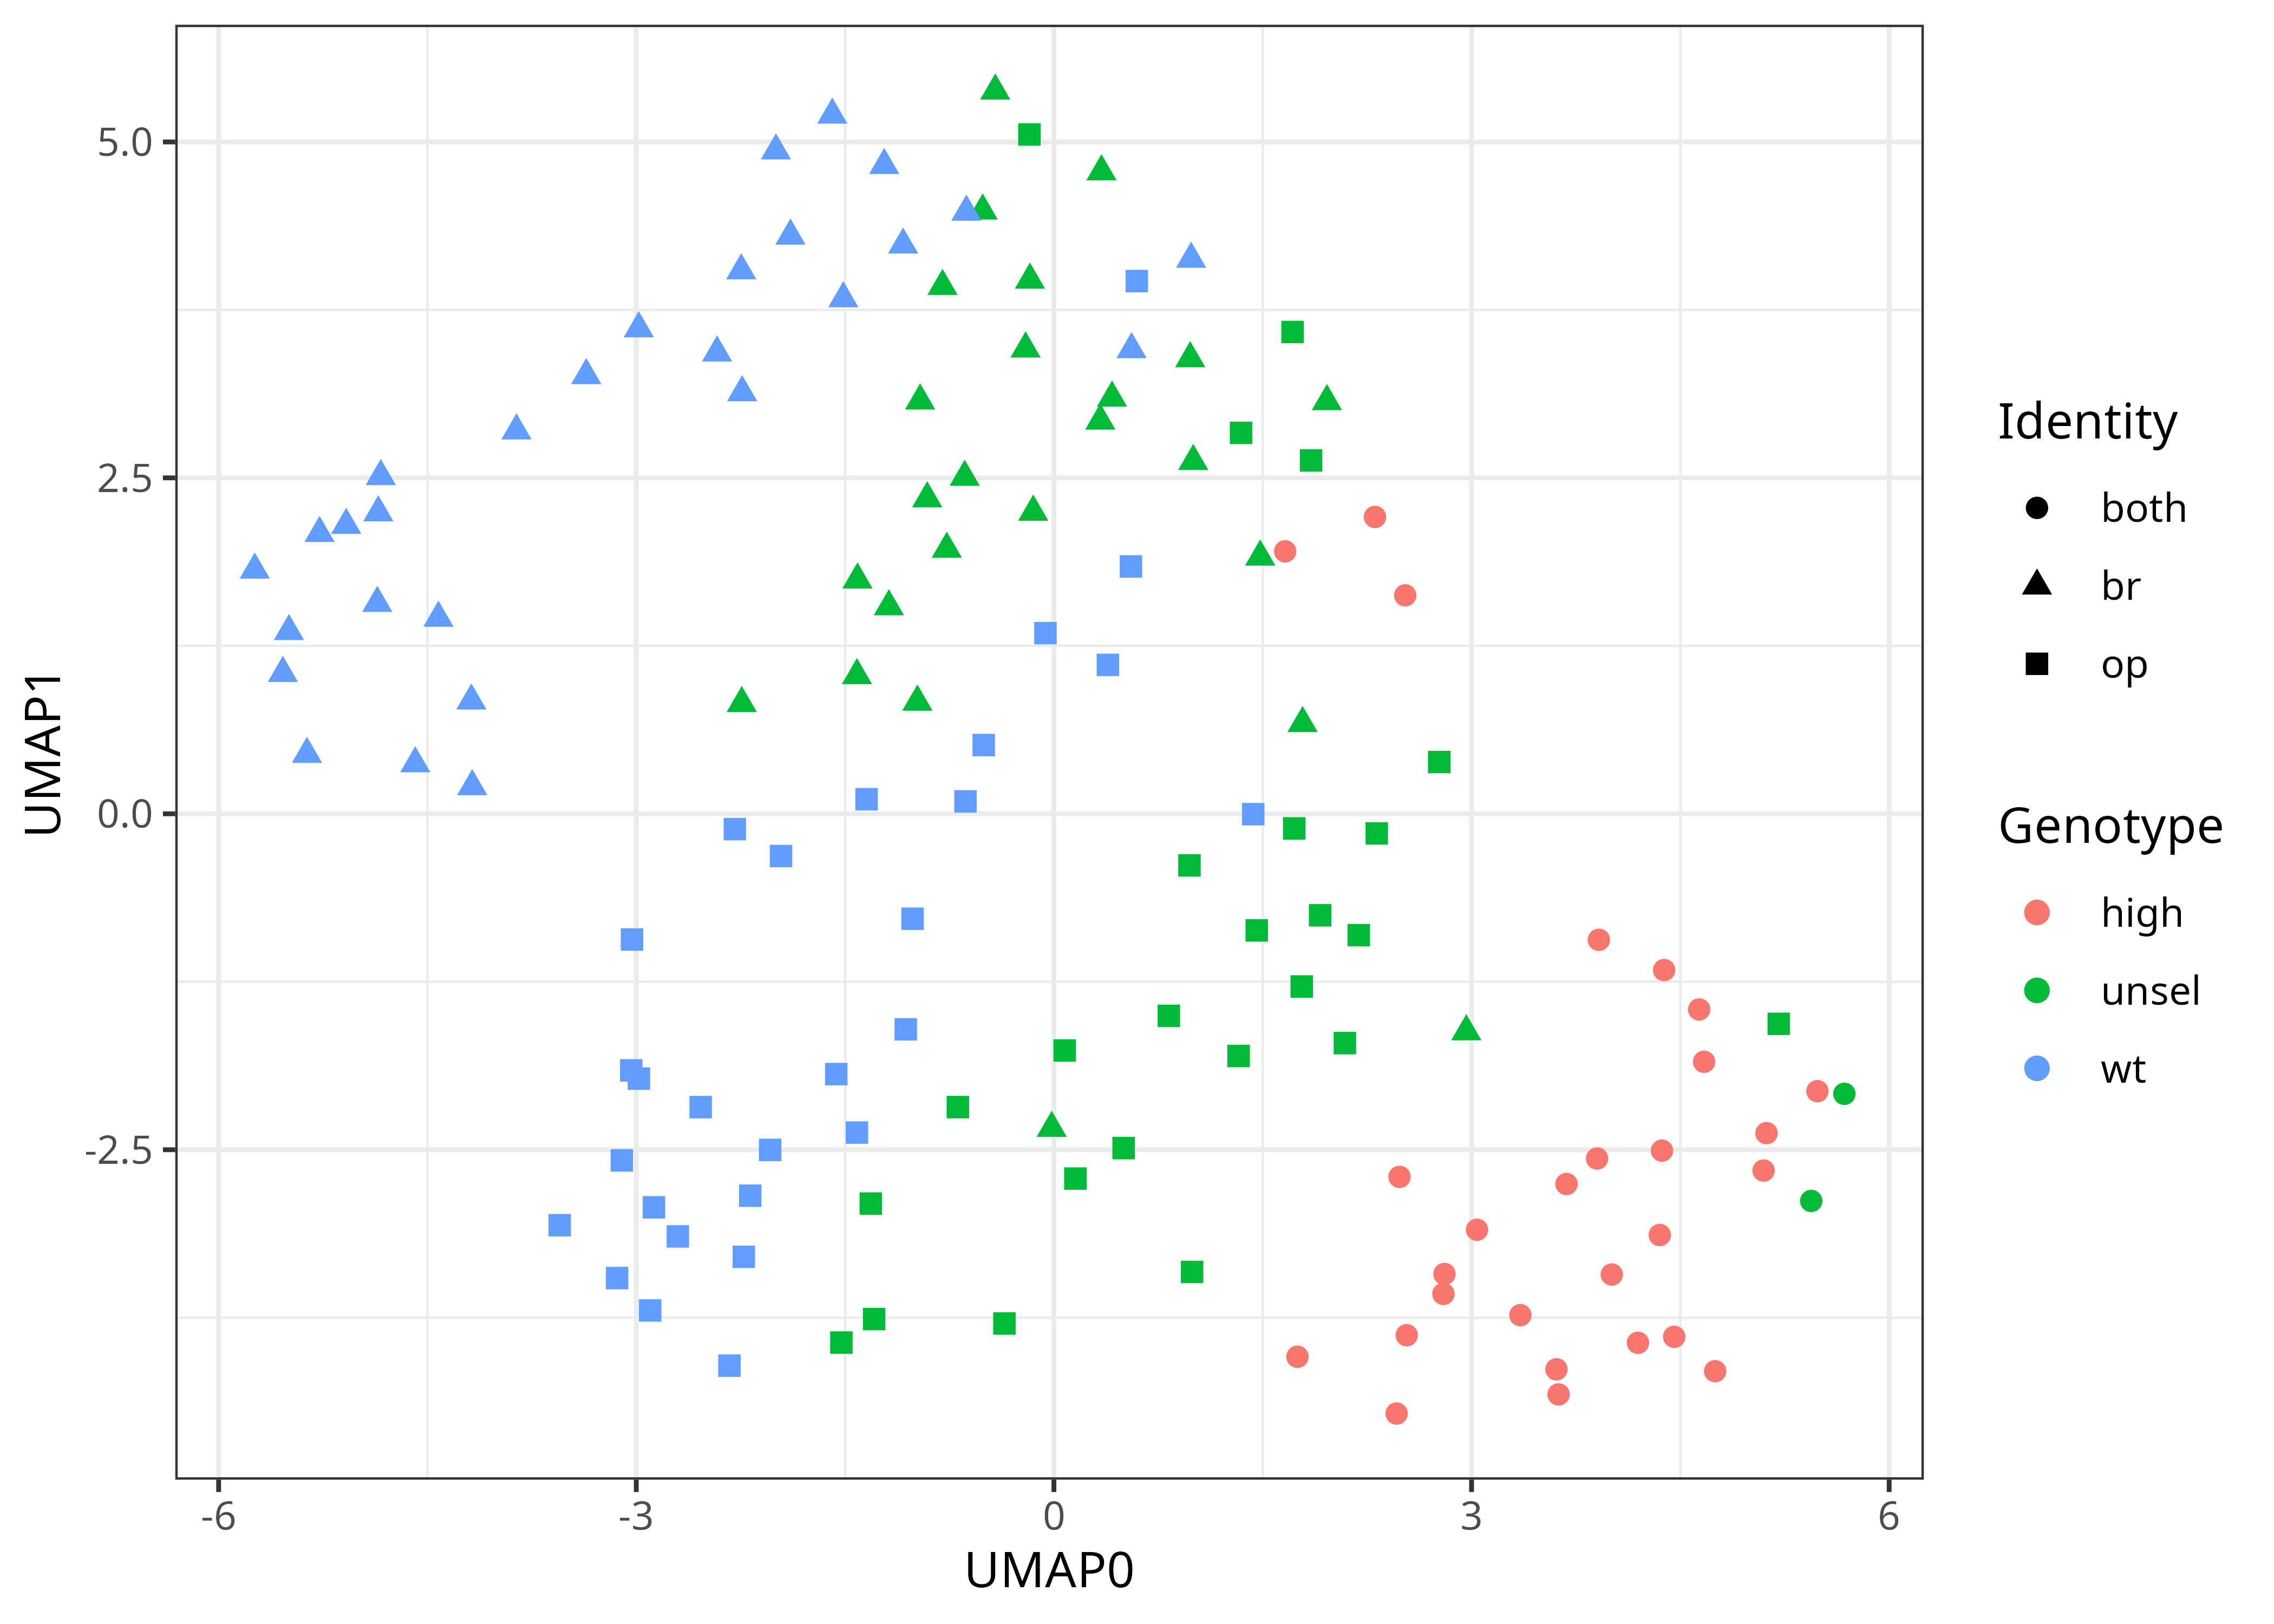 5.0
2.5
0.0
-2.5
UMAP1
-6
-3
0
3
6
UMAP0
Identity
both
br
op
Genotype
high
unsel
wt